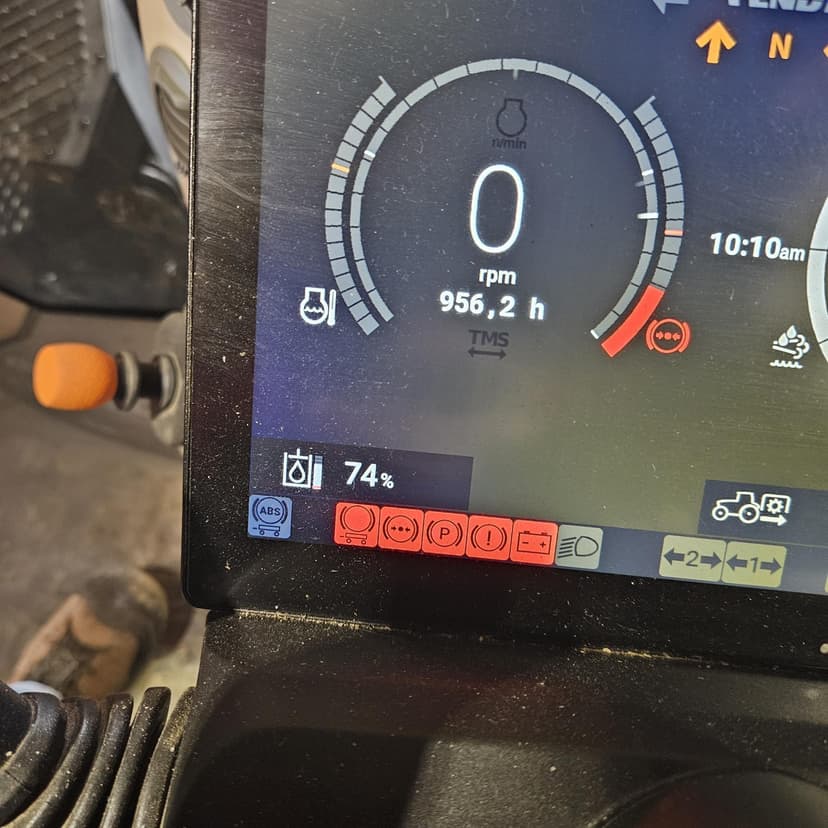 N
n/min
0
rpm
10:10am
956,2 h
TMS
74%
ABS
P
!
2
1